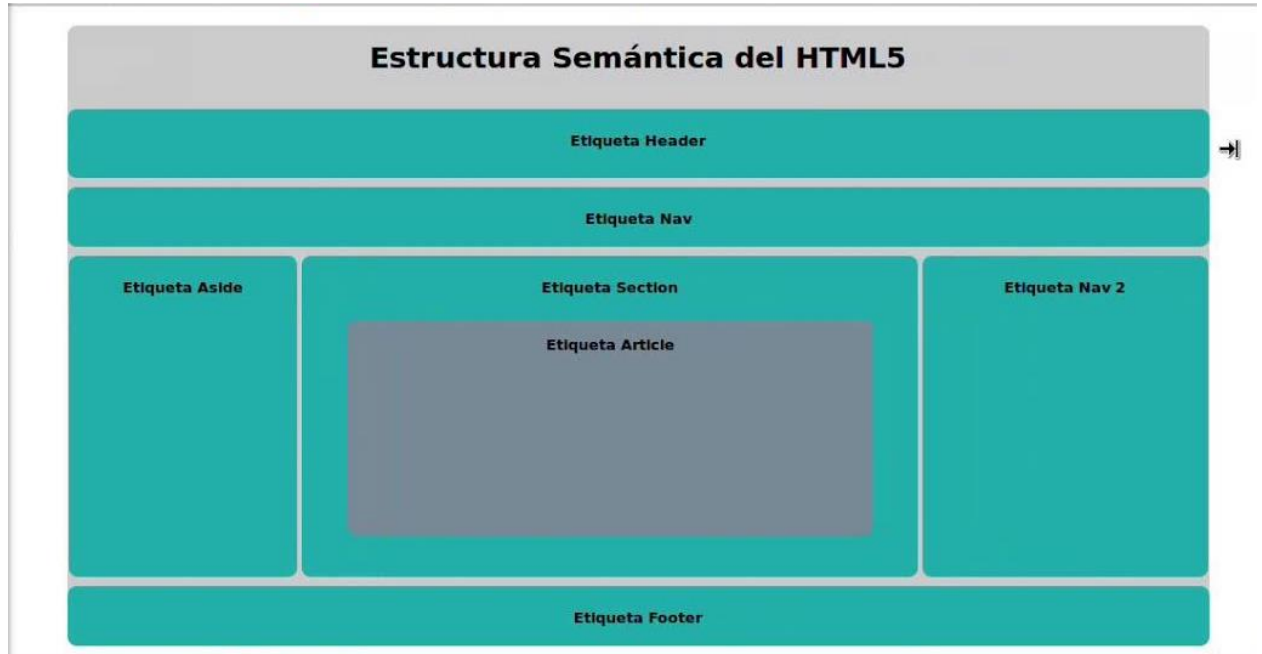 Estructura Semántica del HTML5
Etiqueta Header
Etiqueta Nav
Etiqueta Aside
Etiqueta Section
Etiqueta Nav 2
Etiqueta Article
Etiqueta Footer